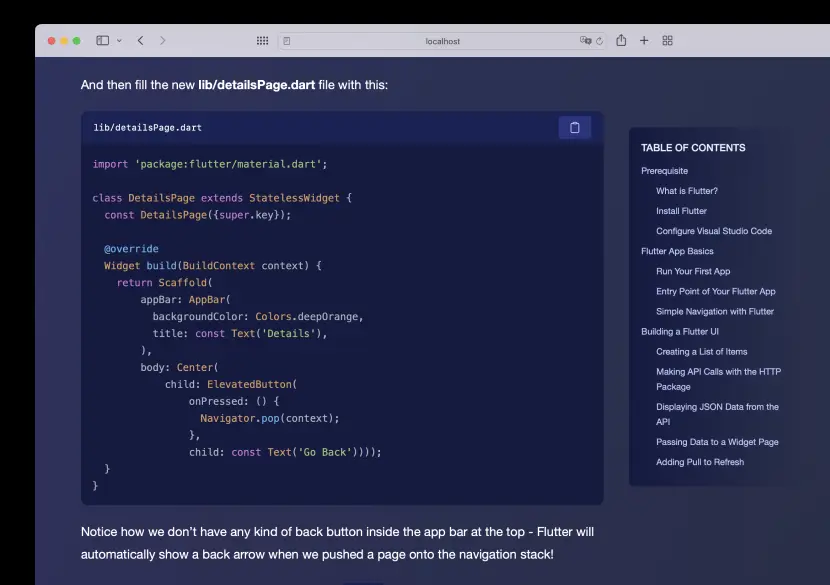 localhost
And then fill the new lib/detailsPage.dart file with this:
lib/detailsPage.dart
import 'package:flutter/material.dart';
class DetailsPage extends StatelessWidget {
const DetailsPage({super.key});
@override
Widget build(BuildContext context) {
return Scaffold(
appBar: AppBar(
backgroundColor: Colors.deepOrange,
title: const Text('Details'),
),
body: Center(
child: ElevatedButton(
onPressed: () {
Navigator.pop(context);
},
child: const Text('Go Back'))));
}
}
Notice how we don't have any kind of back button inside the app bar at the top - Flutter will
automatically show a back arrow when we pushed a page onto the navigation stack!
TABLE OF CONTENTS
Prerequisite
What is Flutter?
Install Flutter
Configure Visual Studio Code
Flutter App Basics
Run Your First App
Entry Point of Your Flutter App
Simple Navigation with Flutter
Building a Flutter UI
Creating a List of Items
Making API Calls with the HTTP
Package
Displaying JSON Data from the
API
Passing Data to a Widget Page
Adding Pull to Refresh